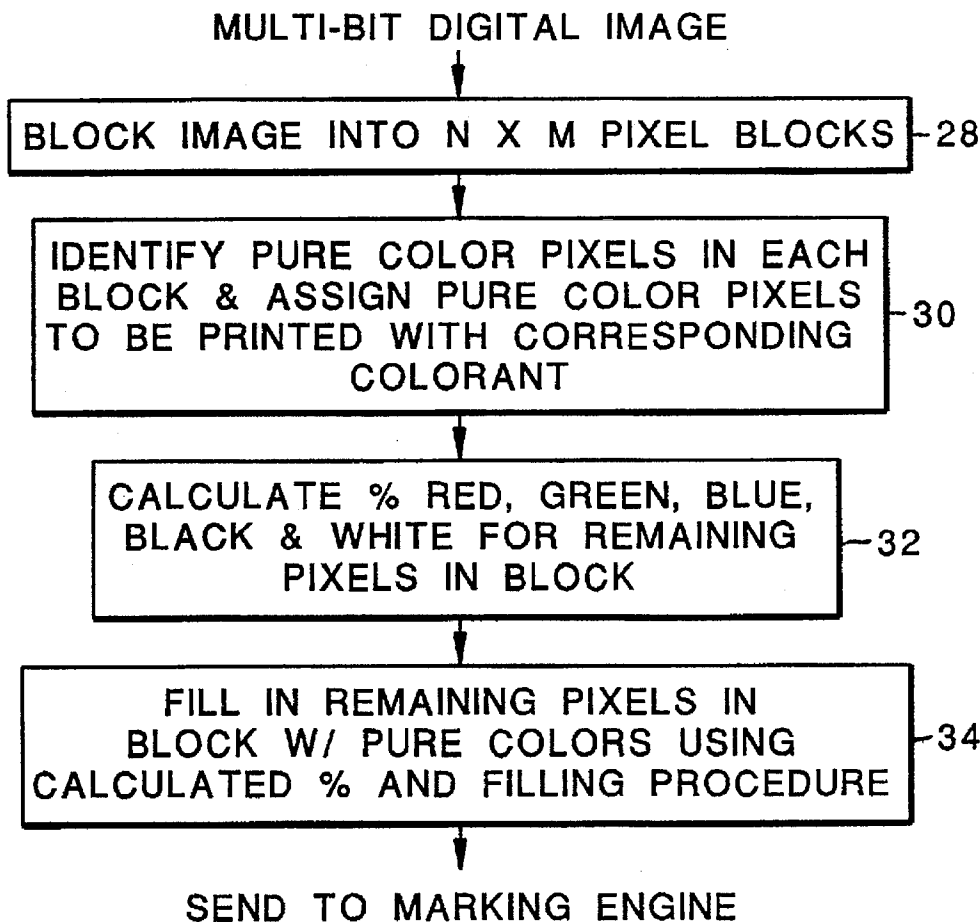 MULTI-BIT DIGITAL IMAGE
BLOCK IMAGE INTO N X M PIXEL BLOCKS
28
IDENTIFY PURE COLOR PIXELS IN EACH
BLOCK & ASSIGN PURE COLOR PIXELS
TO BE PRINTED WITH CORRESPONDING
COLORANT
30
CALCULATE % RED, GREEN, BLUE,
BLACK & WHITE FOR REMAINING
PIXELS IN BLOCK
32
FILL IN REMAINING PIXELS IN
BLOCK W/ PURE COLORS USING
CALCULATED % AND FILLING PROCEDURE
34
SEND TO MARKING ENGINE